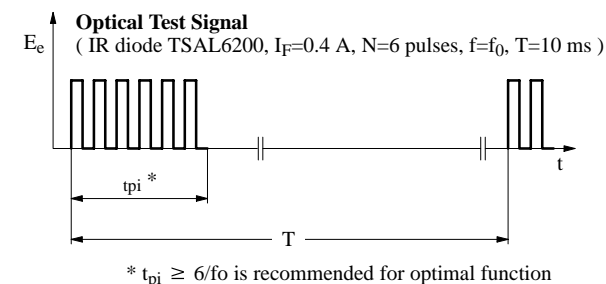 Optical Test Signal
Ee
( IR diode TSAL6200, IF=0.4 A, N=6 pulses, f=f0, T=10 ms )
t
tpi *
T
* tpi ≥ 6/fo is recommended for optimal function